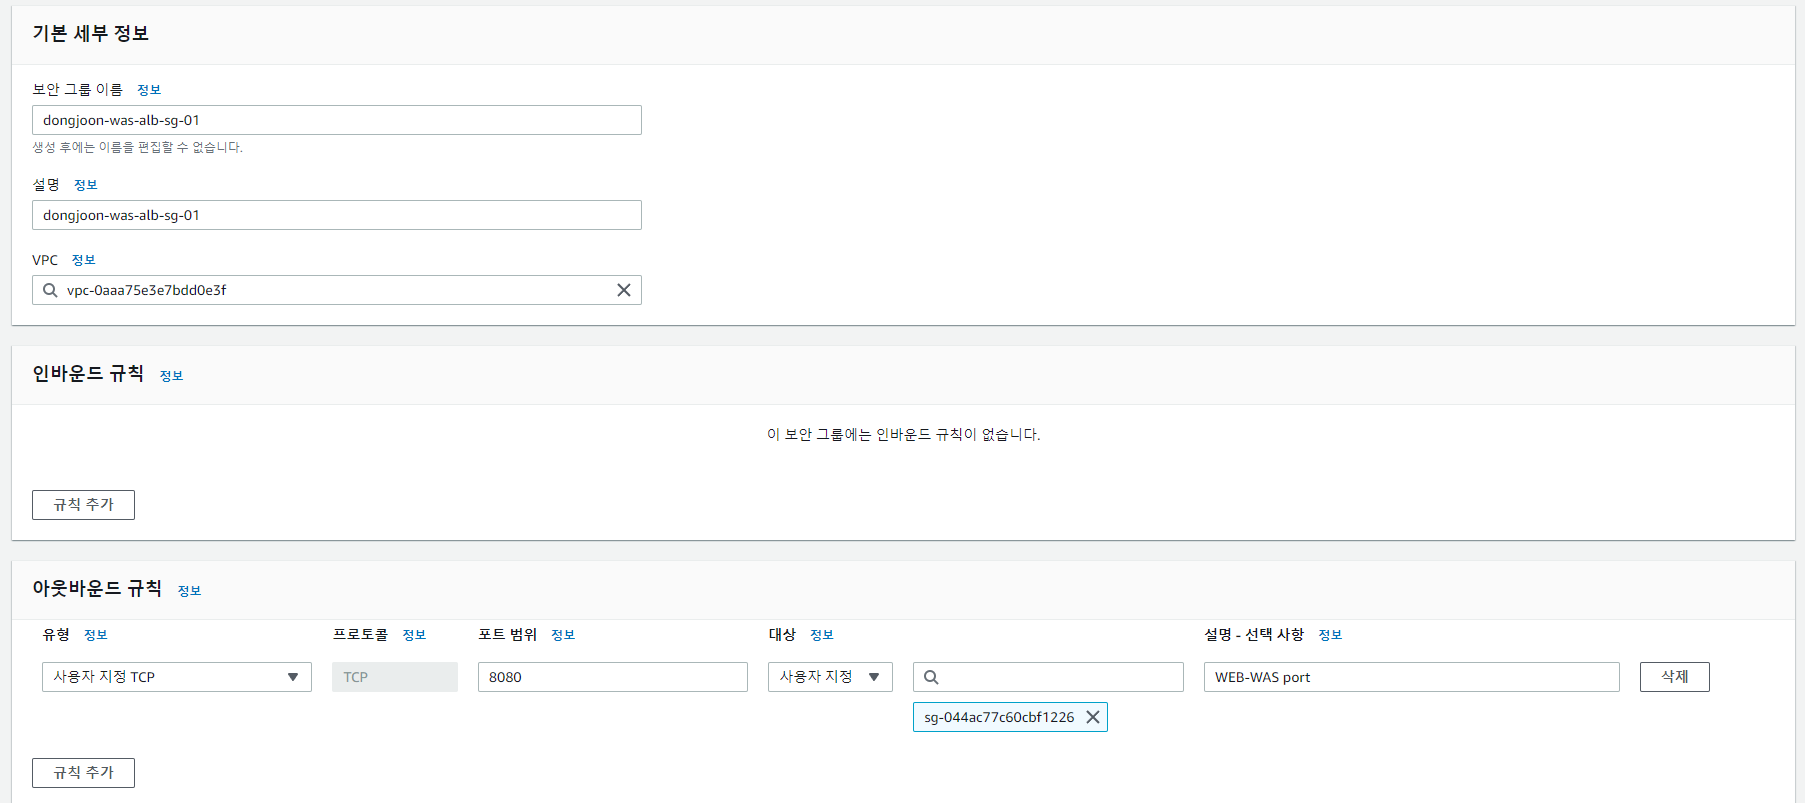 기본 세부 정보
보안 그룹 이름 정보
dongjoon-was-alb-sg-01
생성 후에는 이름을 편집할 수 없습니다.
설명 정보
dongjoon-was-alb-sg-01
VPC 정보
vpc-0aaa75e3e7bdd0e3f
인바운드 규칙 정보
이 보안 그룹에는 인바운드 규칙이 없습니다.
규칙 추가
아웃바운드 규칙 정보
유형 정보 프로토콜 정보 포트 범위 정보 대상 정보 설명 - 선택 사항 정보
사용자 지정 TCP TCP 8080 사용자 지정 WEB-WAS port 삭제
sg-044ac77c60cbf1226
규칙 추가